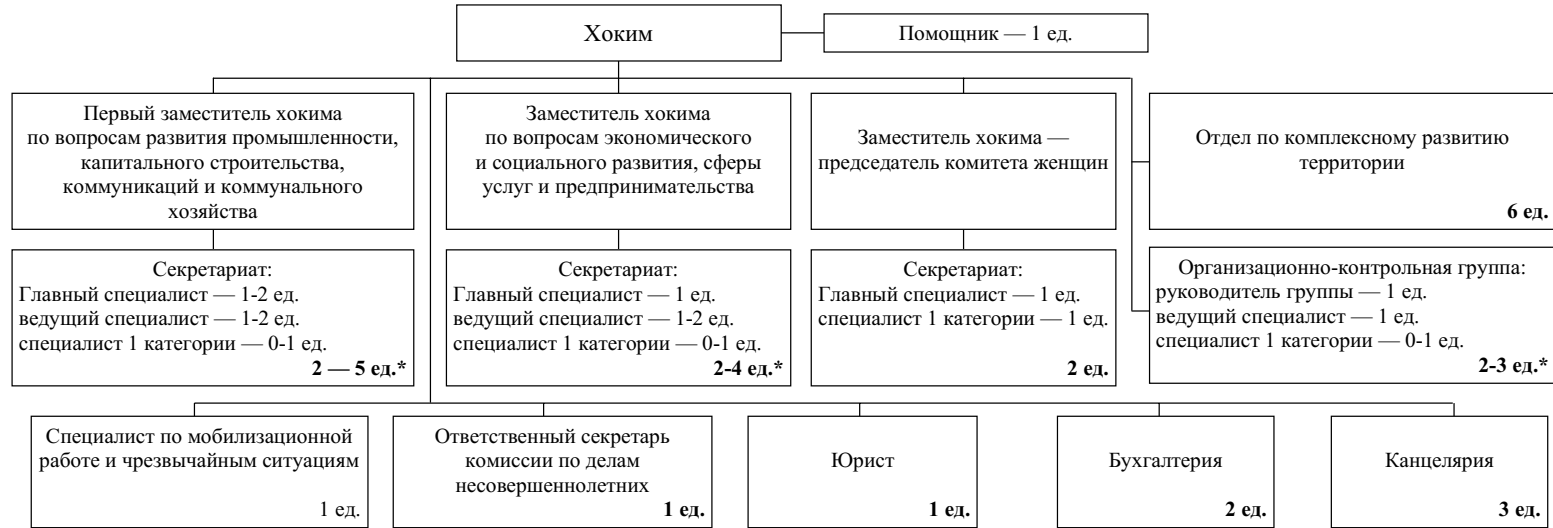 Хоким
Помощник — 1 ед.
Первый заместитель хокима
по вопросам развития промышленности,
капитального строительства,
коммуникаций и коммунального
хозяйства
Заместитель хокима
по вопросам экономического
и социального развития, сферы
услуг и предпринимательства
Заместитель хокима —
председатель комитета женщин
Отдел по комплексному развитию
территории
6 ед.
Секретариат:
Главный специалист — 1-2 ед.
ведущий специалист — 1-2 ед.
специалист 1 категории — 0-1 ед.
2 — 5 ед.*
Секретариат:
Главный специалист — 1 ед.
ведущий специалист — 1-2 ед.
специалист 1 категории — 0-1 ед.
2-4 ед.*
Секретариат:
Главный специалист — 1 ед.
специалист 1 категории — 1 ед.
2 ед.
Организационно-контрольная группа:
руководитель группы — 1 ед.
ведущий специалист — 1 ед.
специалист 1 категории — 0-1 ед.
2-3 ед.*
Специалист по мобилизационной
работе и чрезвычайным ситуациям
1 ед.
Ответственный секретарь
комиссии по делам
несовершеннолетних
1 ед.
Юрист
1 ед.
Бухгалтерия
2 ед.
Канцелярия
3 ед.